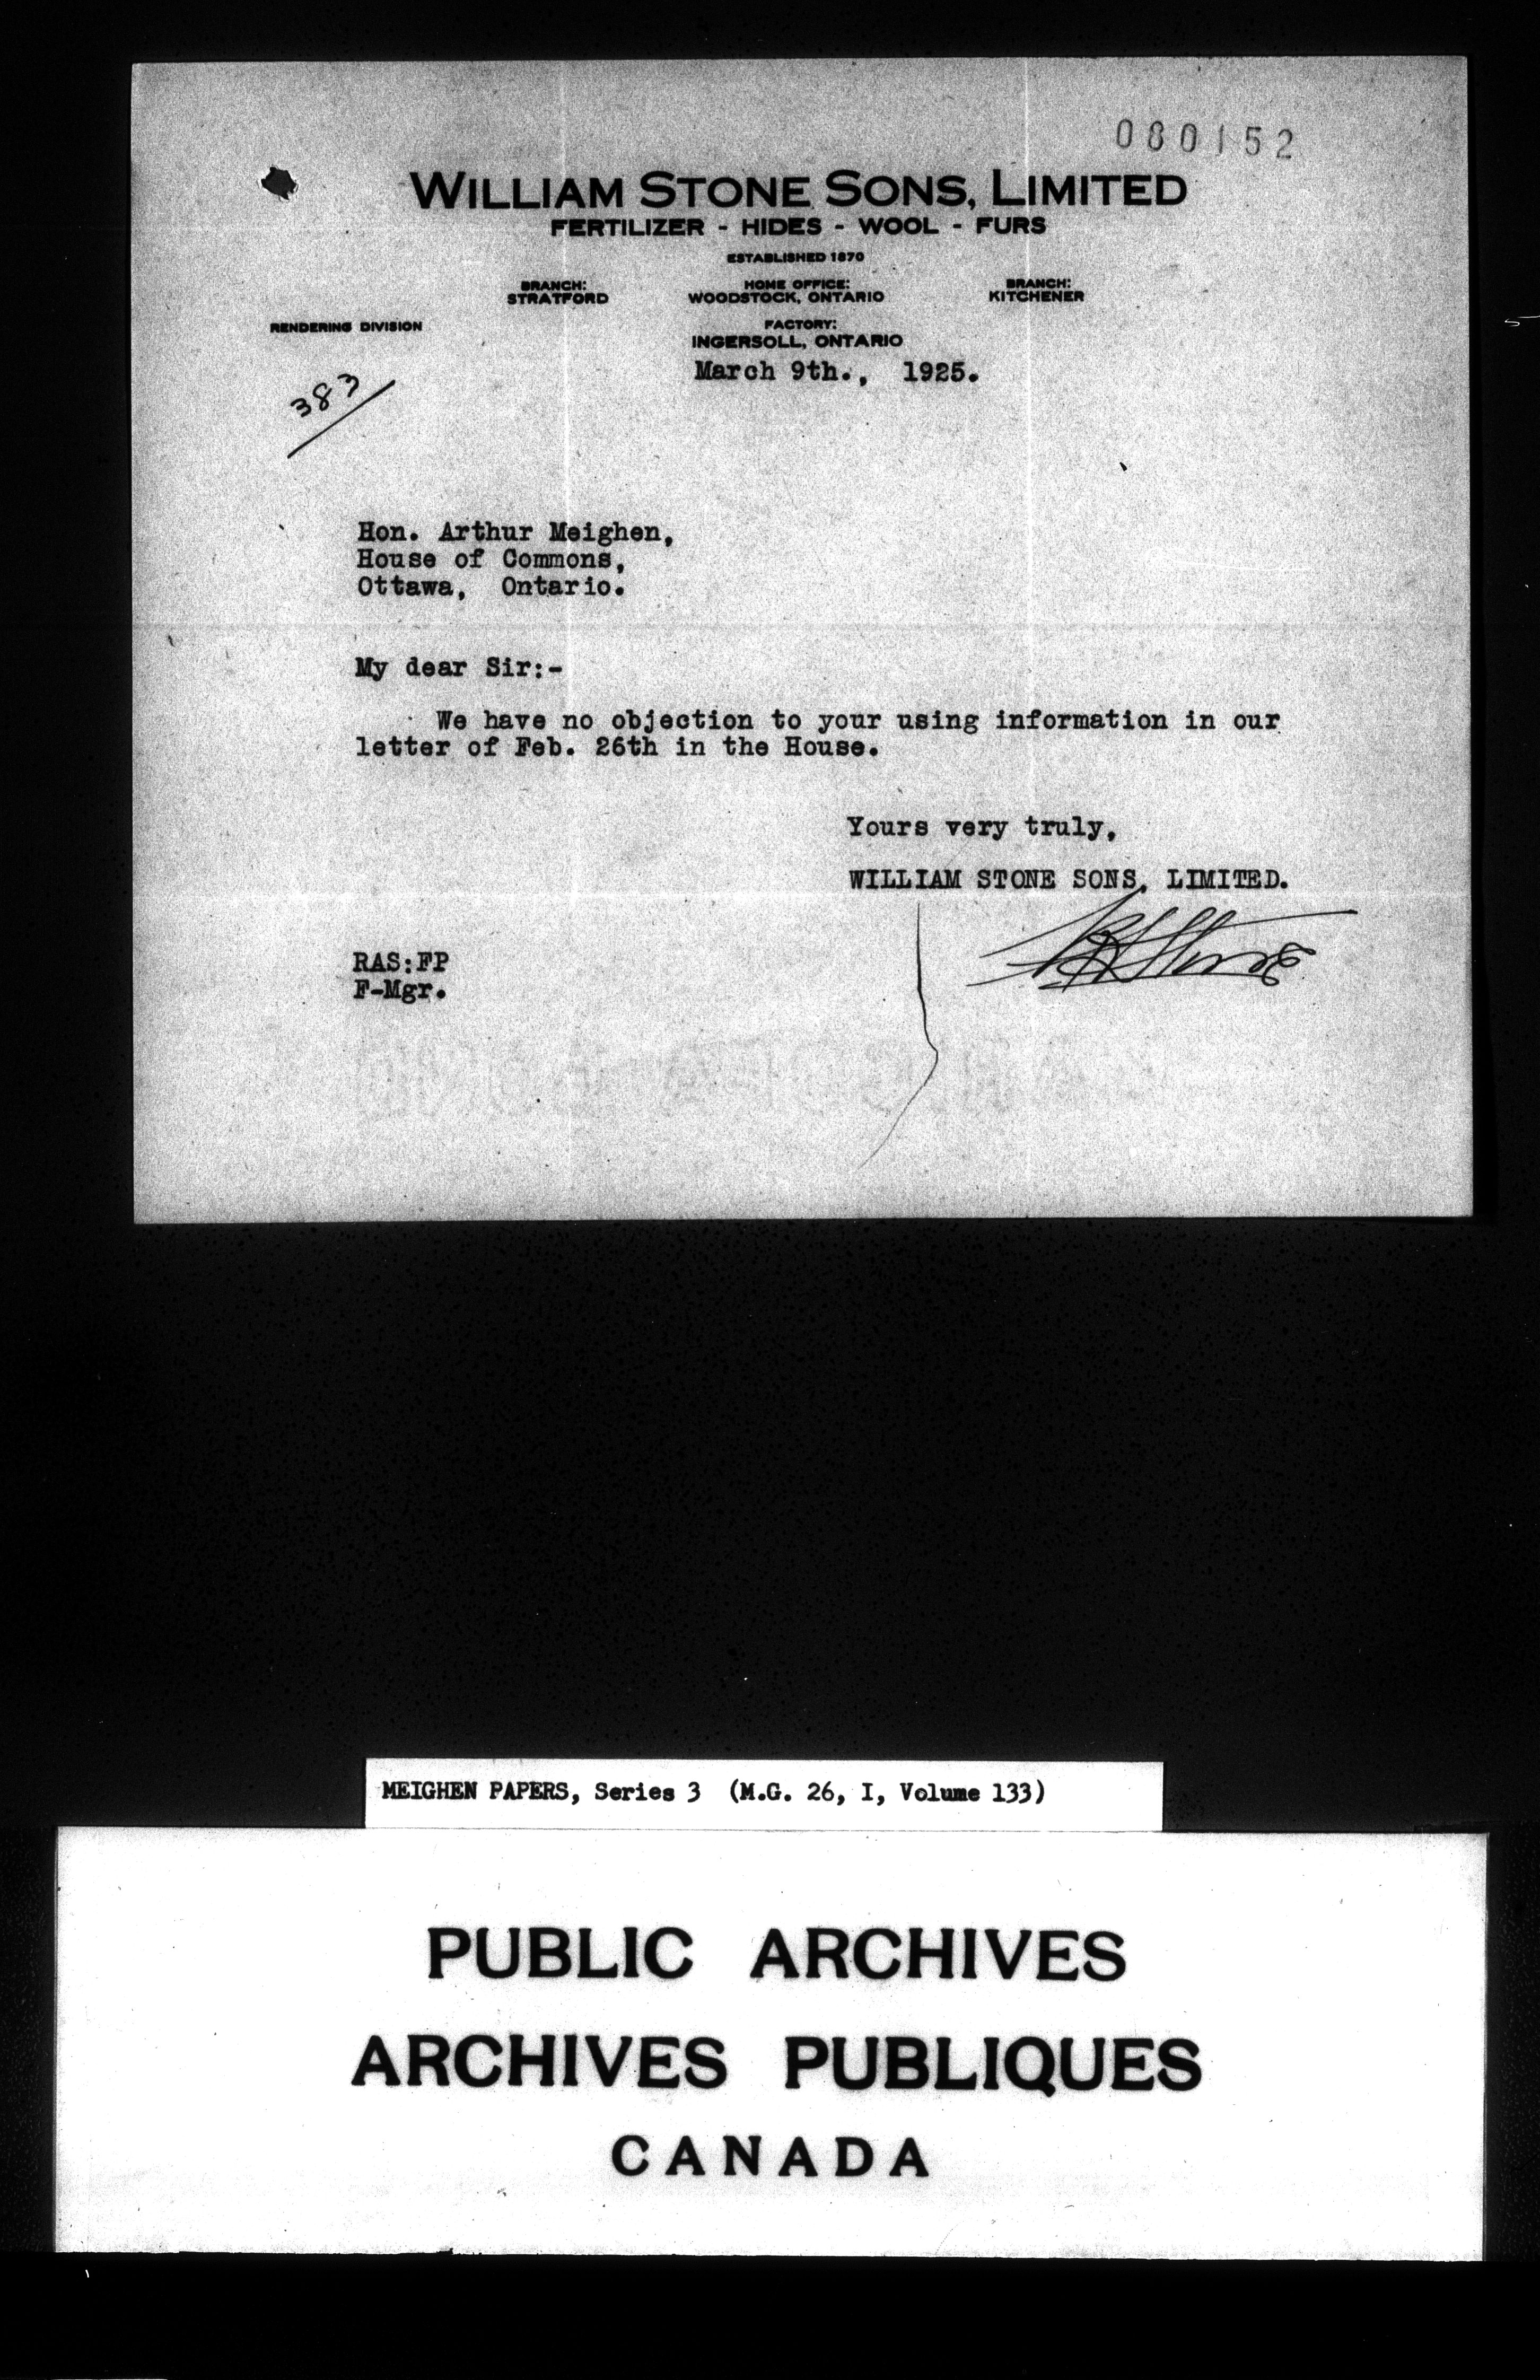 080152
WILLIAM STONE SONS, LIMITED
FERTILIZER - HIDES - WOOL - FURS
ESTABLISHED 1870
BRANCH: HOME OFFICE: BRANCH:
STRATFORD WOODSTOCK, ONTARIO KITCHENER
RENDERING DIVISION FACTORY:
INGERSOLL, ONTARIO
March 9th., 1925.
383
Hon. Arthur Meighen,
House of Commons,
Ottawa, Ontario.
My dear Sir:-
We have no objection to your using information in our
letter of Feb. 26th in the House.
Yours very truly,
WILLIAM STONE SONS, LIMITED.
RAStone
RAS:FP
F-Mgr.
MEIGHEN PAPERS, Series 3 (M.G. 26, I, Volume 133)
PUBLIC ARCHIVES
ARCHIVES PUBLIQUES
CANADA